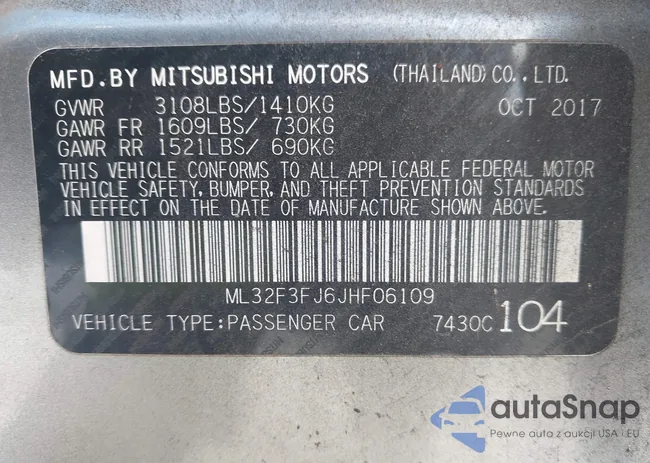 MFD.BY MITSUBISHI MOTORS (THAILAND)CO.,LTD.
GVWR 3108LBS/1410KG OCT 2017
GAWR FR 1609LBS/ 730KG
GAWR RR 1521LBS/ 690KG
THIS VEHICLE CONFORMS TO ALL APPLICABLE FEDERAL MOTOR
VEHICLE SAFETY, BUMPER, AND THEFT PREVENTION STANDARDS
IN EFFECT ON THE DATE OF MANUFACTURE SHOWN ABOVE.
ML32F3FJ6JHF06109
VEHICLE TYPE:PASSENGER CAR 7430C 104
autoSnap
Pewne auta z aukcji USA i EU